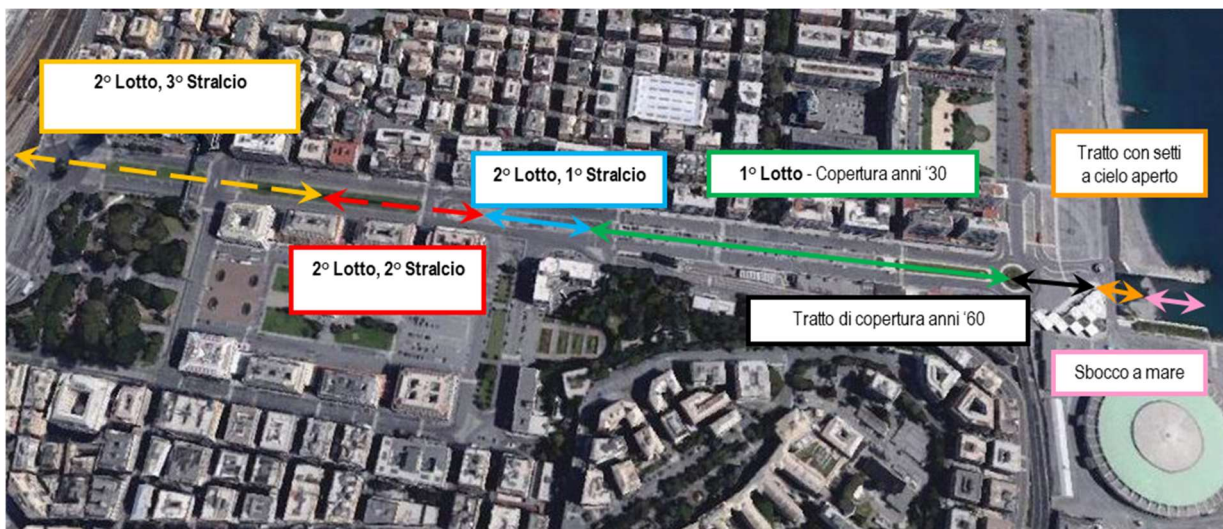 2° Lotto, 3° Stralcio
2° Lotto, 1° Stralcio
1° Lotto - Copertura anni ‘30
Tratto con setti
a cielo aperto
2° Lotto, 2° Stralcio
Tratto di copertura anni ‘60
Sbocco a mare